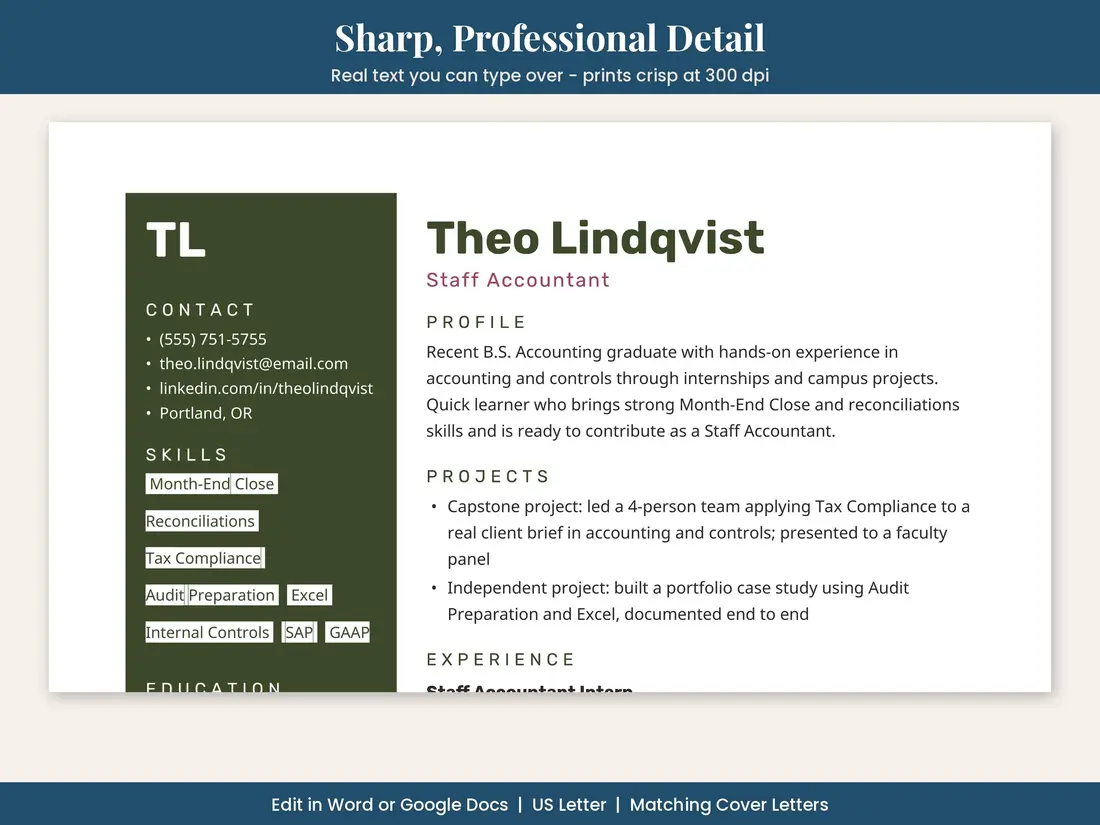 Sharp, Professional Detail
Real text you can type over - prints crisp at 300 dpi
TL
CONTACT
• (555) 751-5755
• theo.lindqvist@email.com
• linkedin.com/in/theolindqvist
• Portland, OR
SKILLS
Month-End Close
Reconciliations
Tax Compliance
Audit Preparation Excel
Internal Controls SAP GAAP
EDUCATION
Theo Lindqvist
Staff Accountant
PROFILE
Recent B.S. Accounting graduate with hands-on experience in
accounting and controls through internships and campus projects.
Quick learner who brings strong Month-End Close and reconciliations
skills and is ready to contribute as a Staff Accountant.
PROJECTS
• Capstone project: led a 4-person team applying Tax Compliance to a
real client brief in accounting and controls; presented to a faculty
panel
• Independent project: built a portfolio case study using Audit
Preparation and Excel, documented end to end
EXPERIENCE
Staff Accountant Intern
Edit in Word or Google Docs | US Letter | Matching Cover Letters